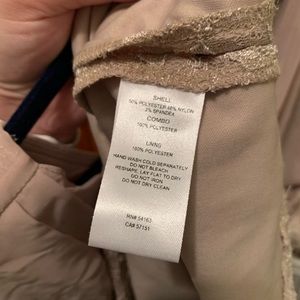 SHELL
50% POLYESTER 48% NYLON
2% SPANDEX
COMBO
100% POLYESTER
LINING
100% POLYESTER
HAND WASH COLD SEPARATELY
DO NOT BLEACH
RESHAPE, LAY FLAT TO DRY
DO NOT IRON
DO NOT DRY CLEAN
RN# 54163
CA# 57151